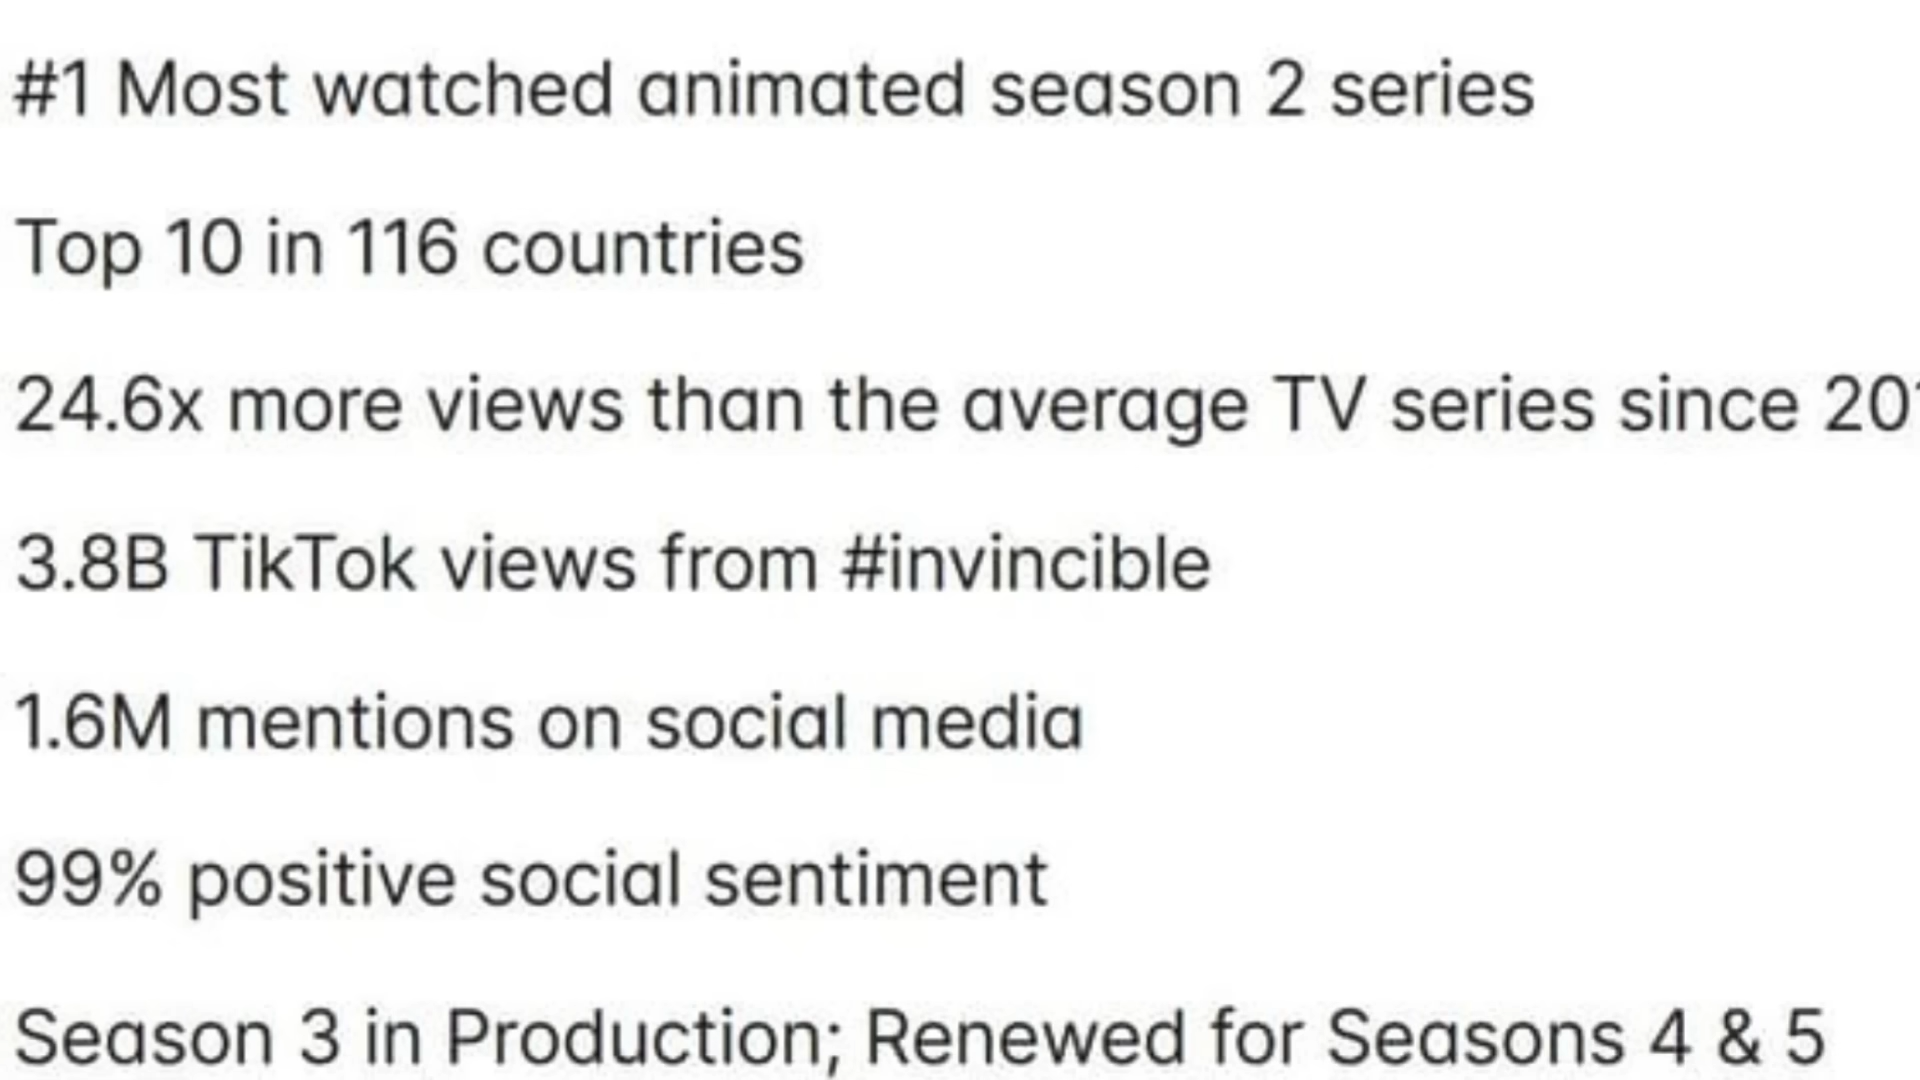 #1 Most watched animated season 2 series
Top 10 in 116 countries
24.6x more views than the average TV series since
3.8B TikTok views from #invincible
1.6M mentions on social media
99% positive social sentiment
Season 3 in Production; Renewed for Seasons 4 & 5